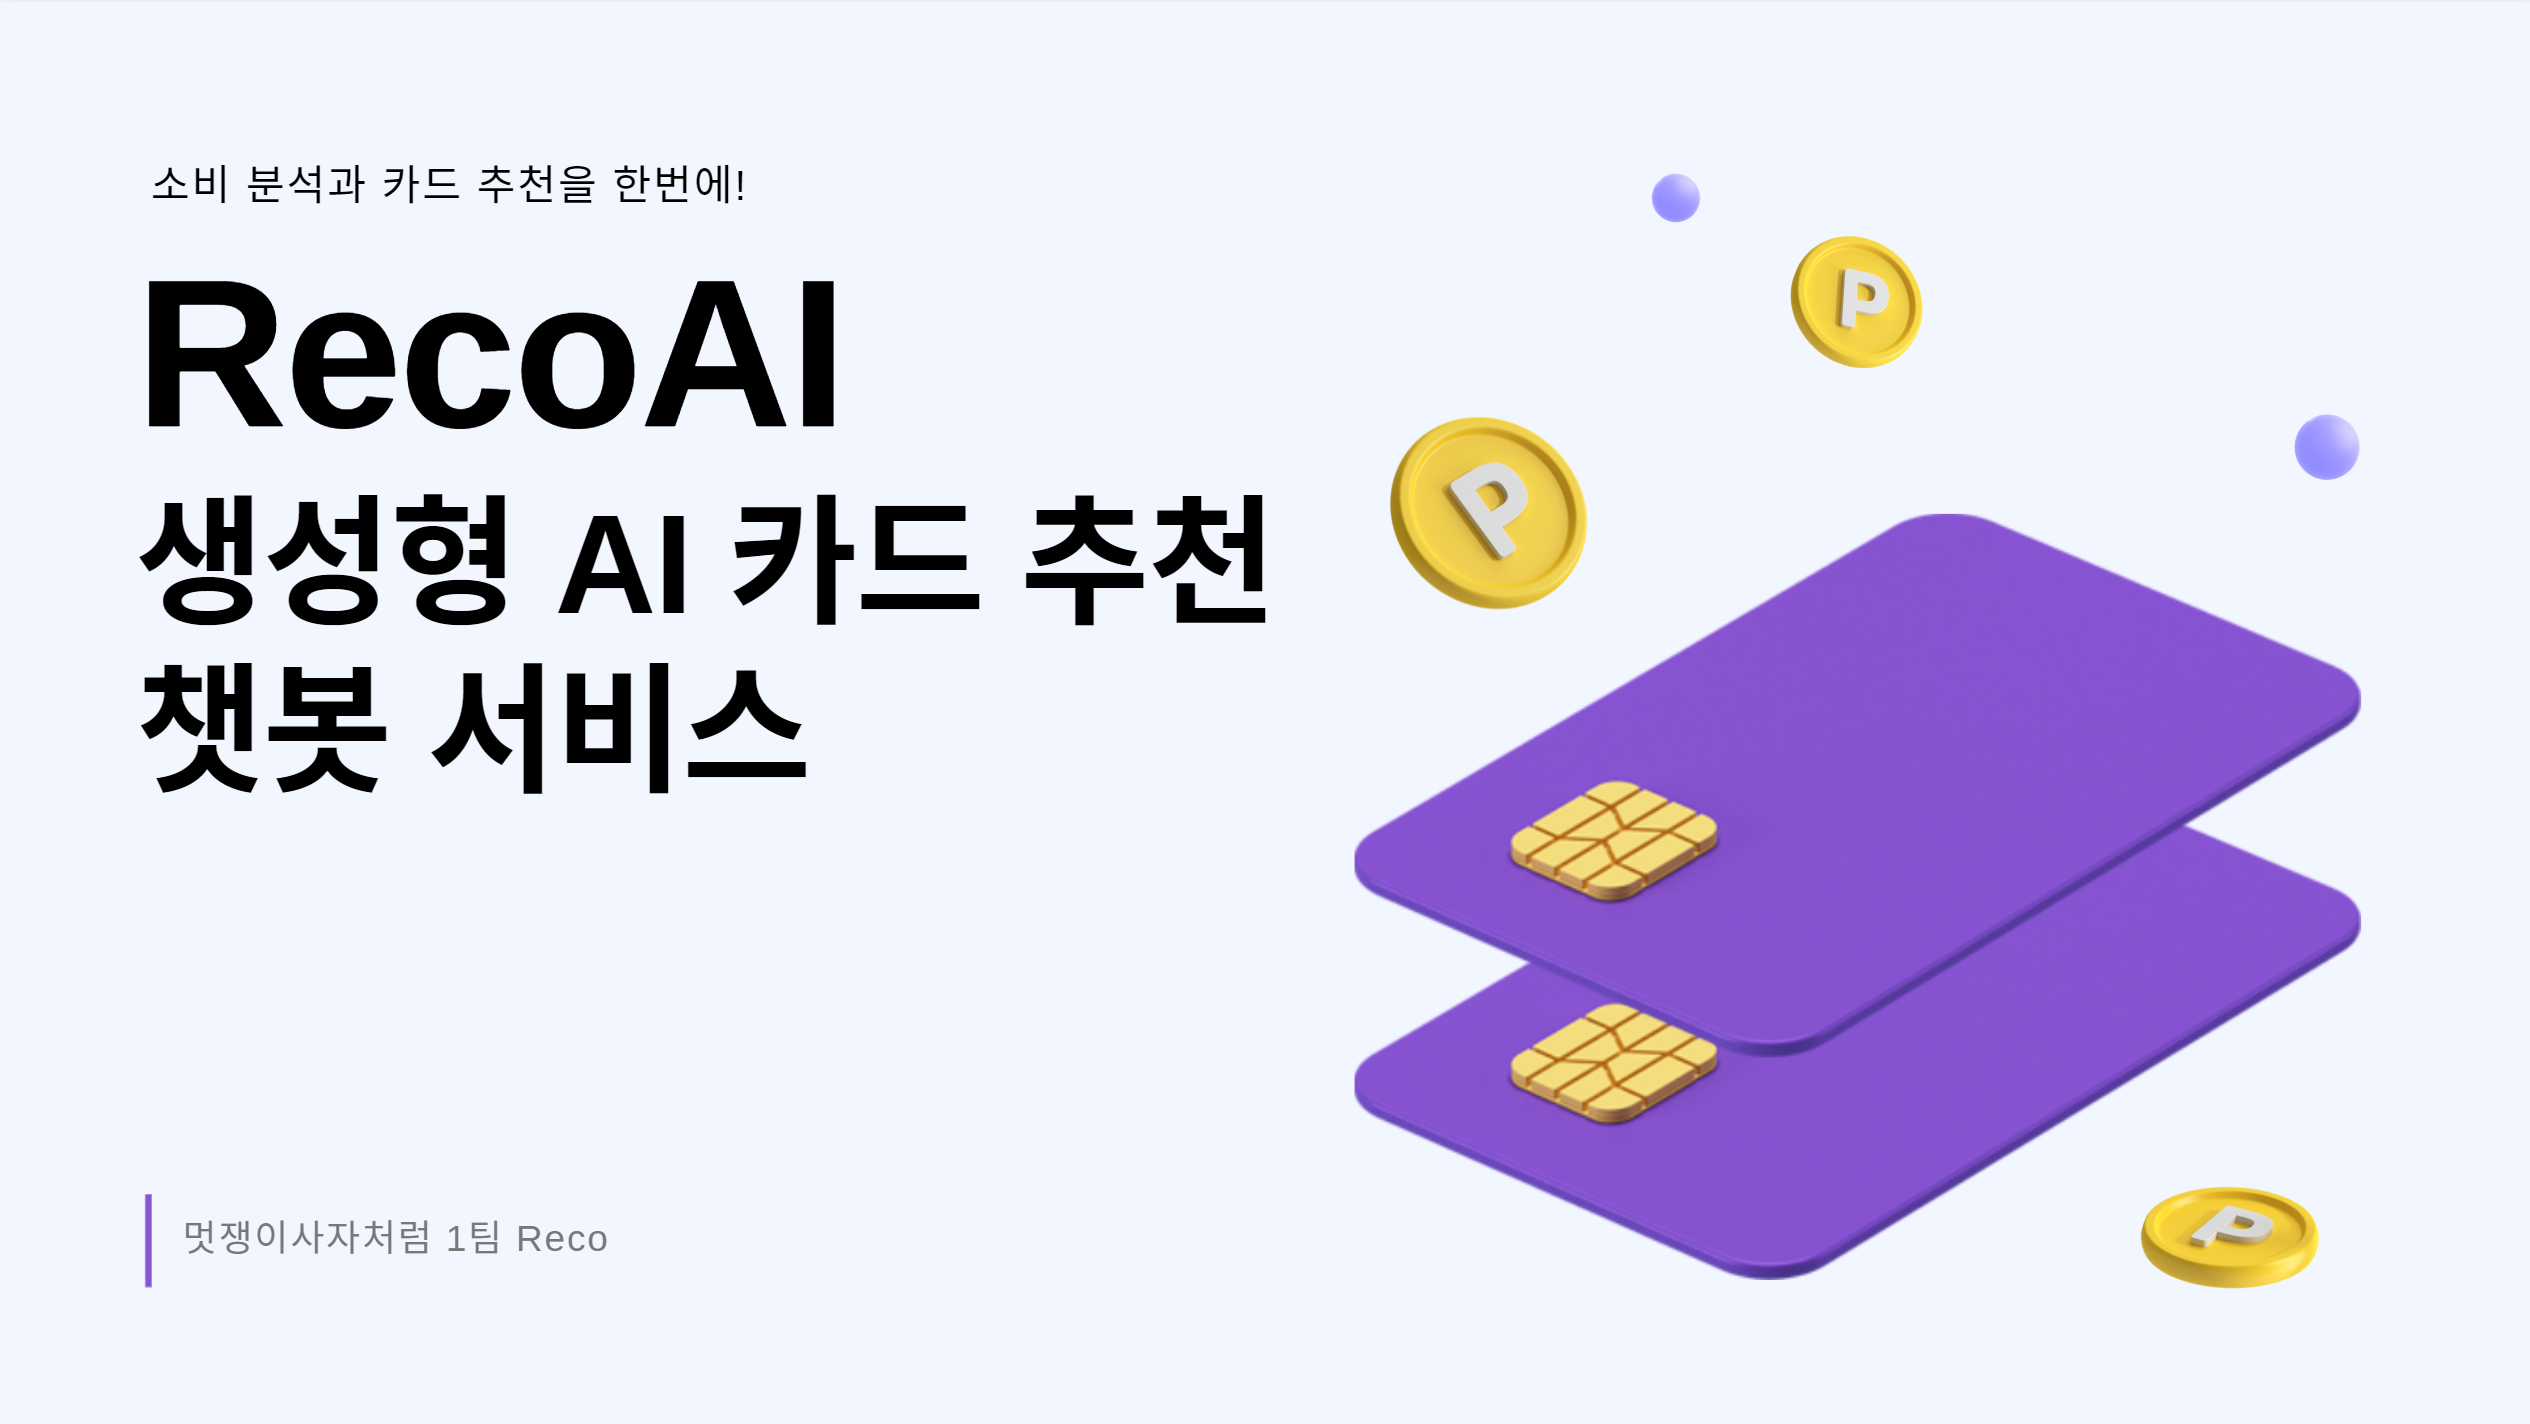 소비 분석과 카드 추천을 한번에!
RecoAI
생성형 AI 카드 추천
챗봇 서비스
멋쟁이사자처럼 1팀 Reco
P
P
P